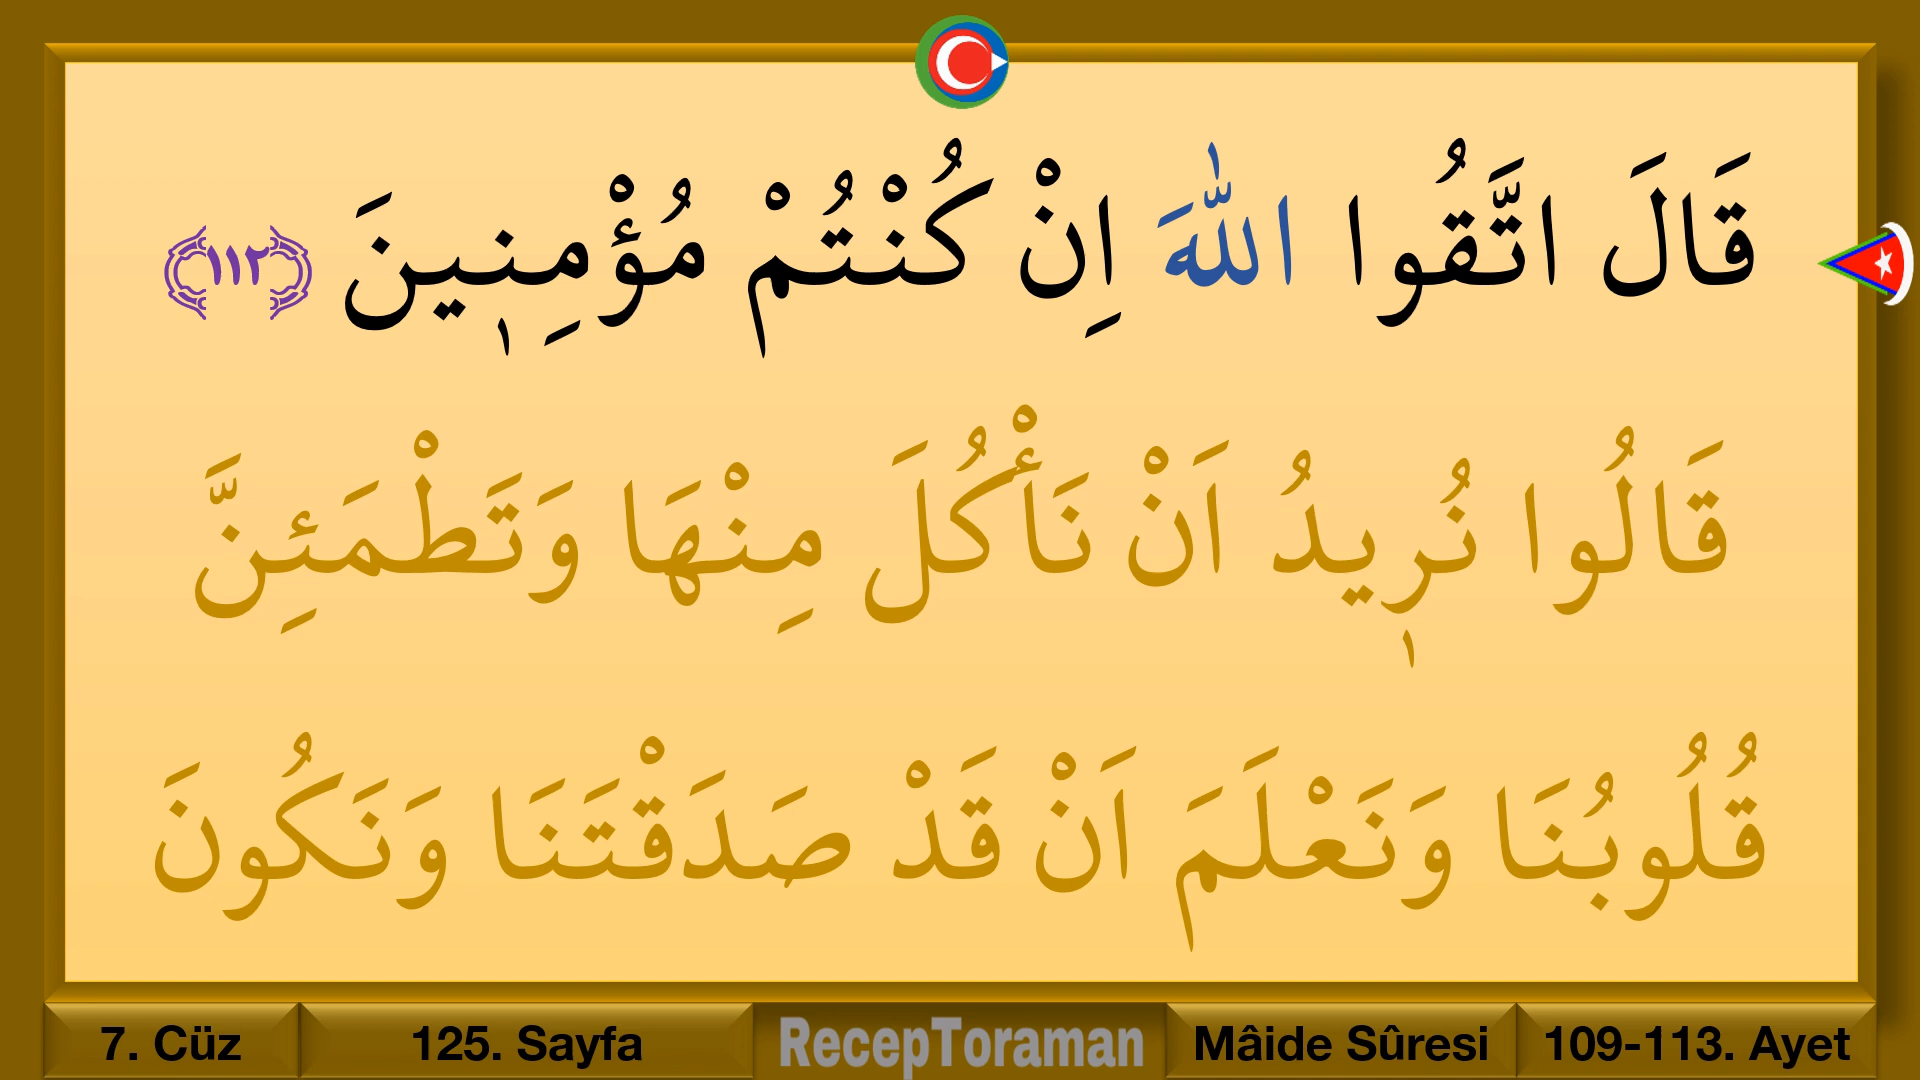 قَالَ اتَّقُوا اللّٰهَ اِنْ كُنْتُمْ مُؤْمِنٖينَ ﴿١١٢﴾
قَالُوا نُرٖيدُ اَنْ نَأْكُلَ مِنْهَا وَتَطْمَئِنَّ
قُلُوبُنَا وَنَعْلَمَ اَنْ قَدْ صَدَقْتَنَا وَنَكُونَ
7. Cüz
125. Sayfa
RecepToraman
Mâide Sûresi
109-113. Ayet